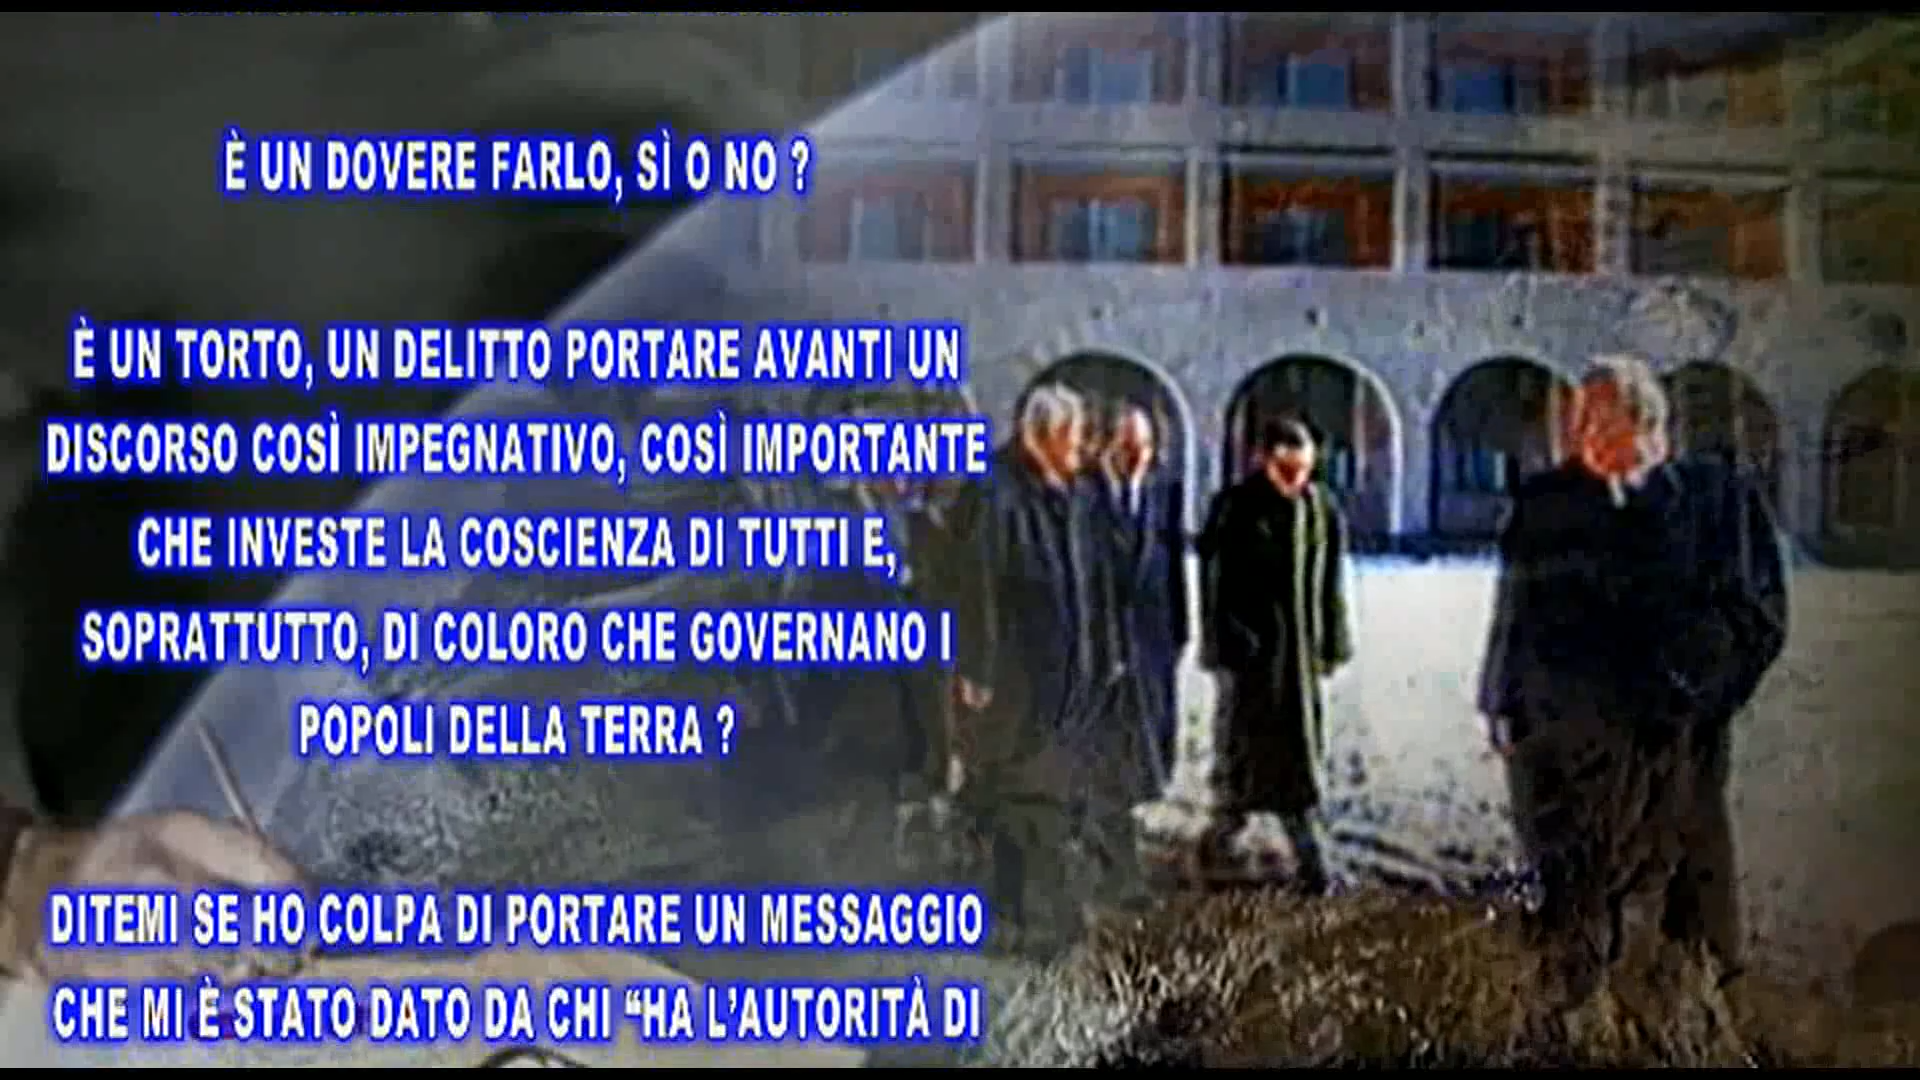 È UN DOVERE FARLO, SÌ O NO ?
È UN TORTO, UN DELITTO PORTARE AVANTI UN
DISCORSO COSÌ IMPEGNATIVO, COSÌ IMPORTANTE
CHE INVESTE LA COSCIENZA DI TUTTI E,
SOPRATTUTTO, DI COLORO CHE GOVERNANO I
POPOLI DELLA TERRA ?
DITEMI SE HO COLPA DI PORTARE UN MESSAGGIO
CHE MI È STATO DATO DA CHI “HA L’AUTORITÀ DI